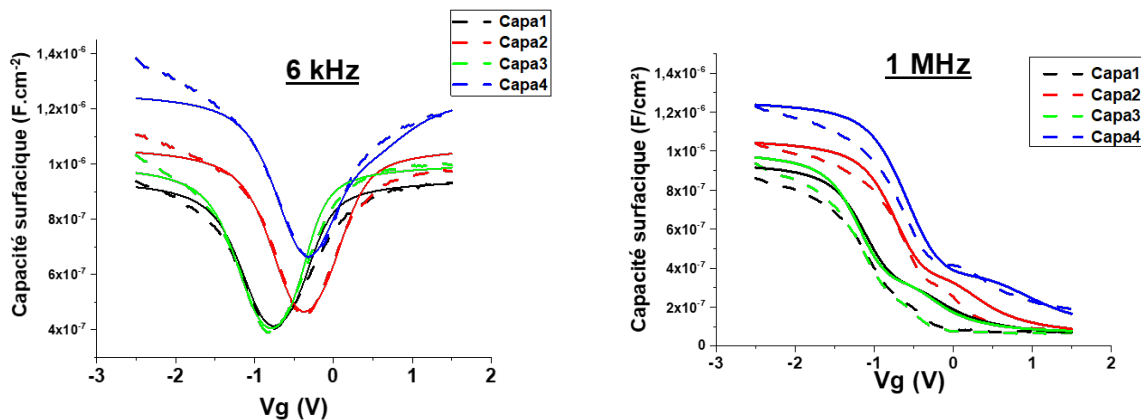 6 kHz
Capacité surfacique (F.cm⁻²)
1,4x10⁻⁶
1,2x10⁻⁶
1x10⁻⁶
8x10⁻⁷
6x10⁻⁷
4x10⁻⁷
-3 -2 -1 0 1 2
Vg (V)
Capa1
Capa2
Capa3
Capa4
1 MHz
Capacité surfacique (F/cm²)
1,4x10⁻⁶
1,2x10⁻⁶
1x10⁻⁶
8x10⁻⁷
6x10⁻⁷
4x10⁻⁷
2x10⁻⁷
0
-3 -2 -1 0 1 2
Vg (V)
Capa1
Capa2
Capa3
Capa4